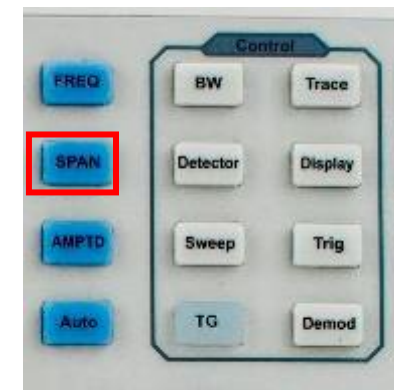 Control
FREQ BW Trace
SPAN Detector Display
AMPTD Sweep Trig
Auto TG Demod